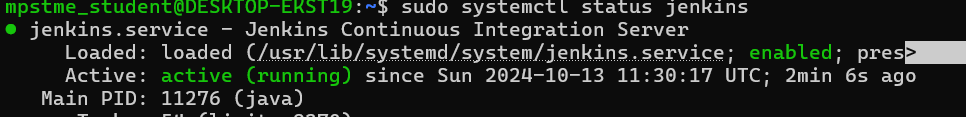 mpstme_student@DESKTOP-EKST19:~$ sudo systemctl status jenkins
● jenkins.service - Jenkins Continuous Integration Server
Loaded: loaded (/usr/lib/systemd/system/jenkins.service; enabled; pres>
Active: active (running) since Sun 2024-10-13 11:30:17 UTC; 2min 6s ago
Main PID: 11276 (java)